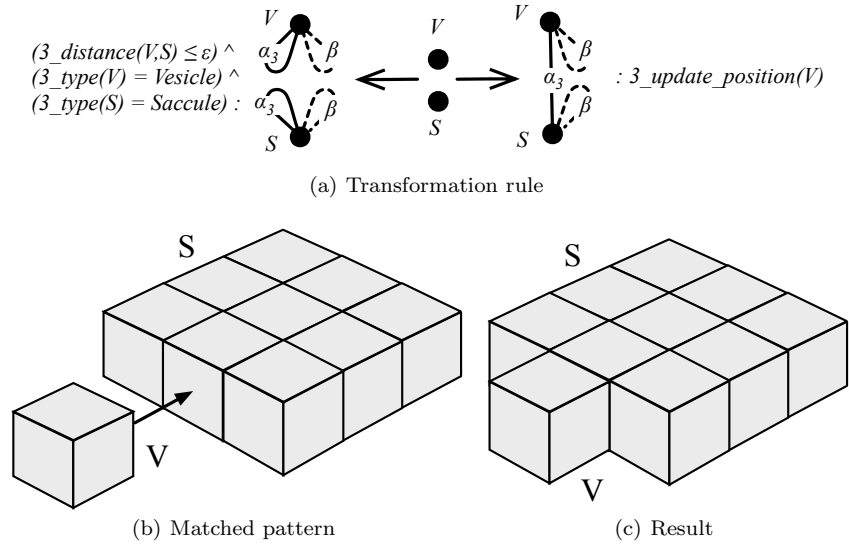 V
V
V
(3_distance(V,S) ≤ ε) ^
(3_type(V) = Vesicle) ^
(3_type(S) = Saccule) :
α3
β
α3
β
S
S
α3
β
β
S
: 3_update_position(V)
(a) Transformation rule
S
V
(b) Matched pattern
S
V
(c) Result